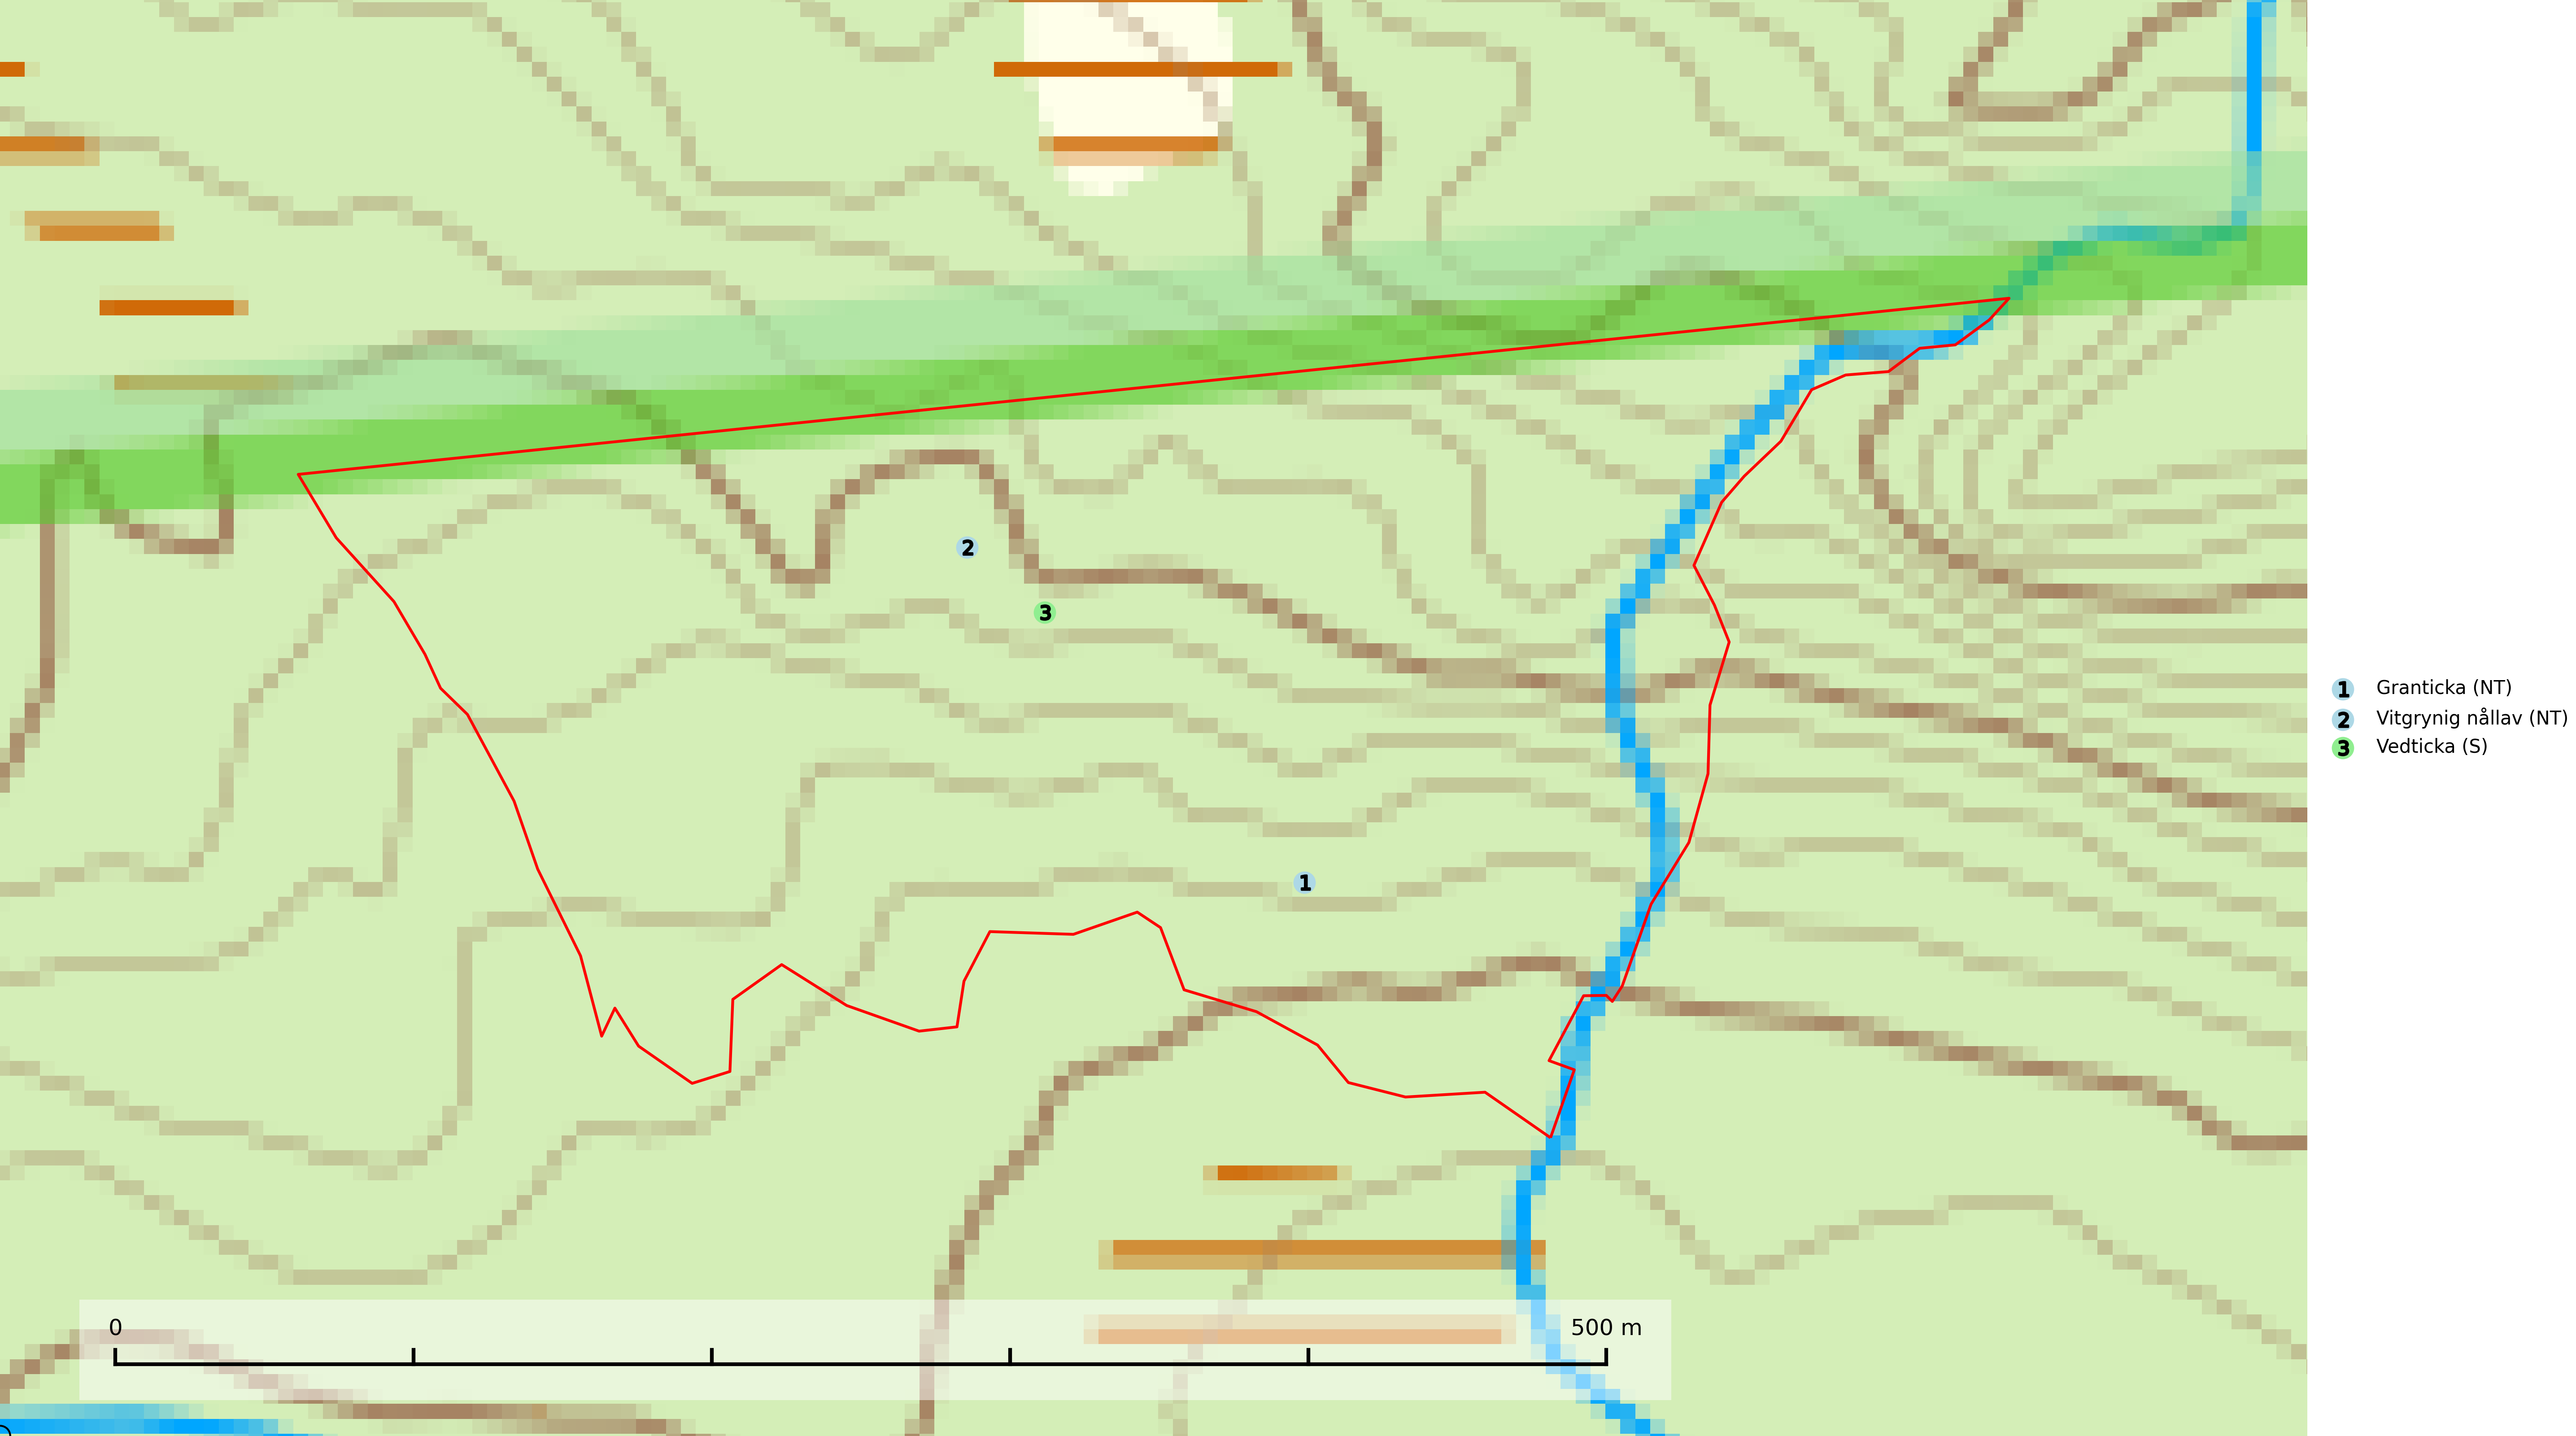 2
3
1
1 Granticka (NT)
2 Vitgrynig nållav (NT)
3 Vedticka (S)
0 500 m